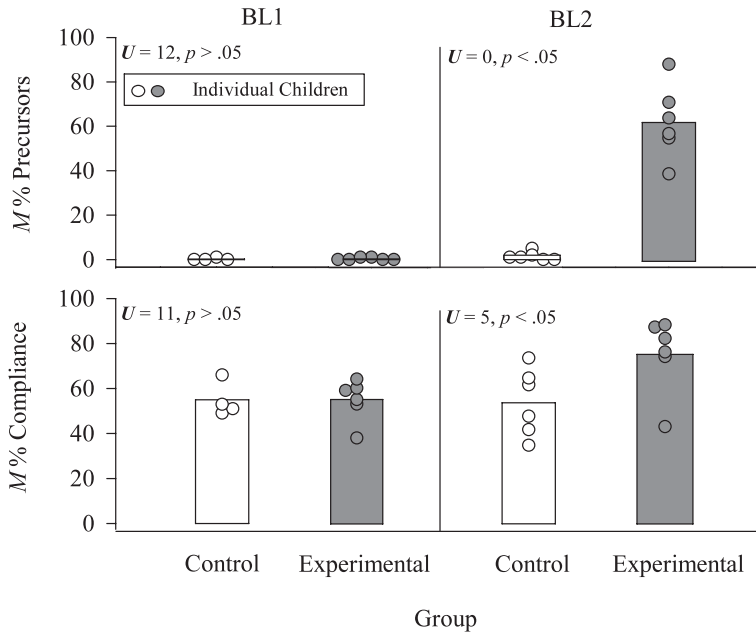 BL1
BL2
M % Precursors
100
80
60
40
20
0
U = 12, p > .05
Individual Children
U = 0, p < .05
M % Compliance
100
80
60
40
20
0
U = 11, p > .05
U = 5, p < .05
Control
Experimental
Control
Experimental
Group